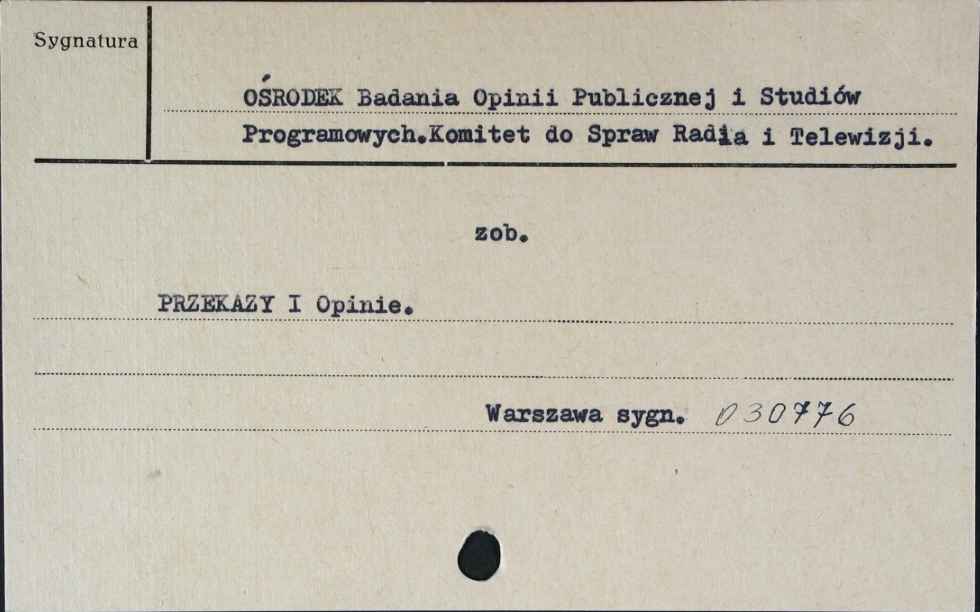 Sygnatura
OŚRODEK Badania Opinii Publicznej i Studiów
Programowych.Komitet do Spraw Radia i Telewizji.
zob.
PRZEKAZY I Opinie.
Warszawa sygn. 030776